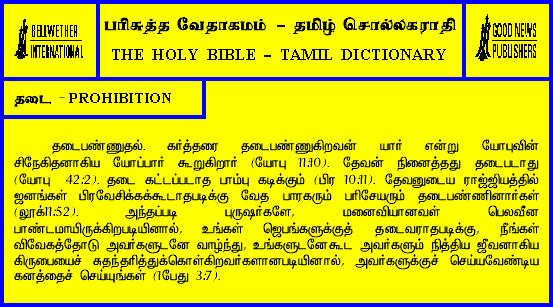 BELLWETHER
INTERNATIONAL
பரிசுத்த வேதாகமம் – தமிழ் சொல்லகராதி
THE HOLY BIBLE – TAMIL DICTIONARY
GOOD NEWS
PUBLISHERS
தடை – PROHIBITION
தடைபண்ணுதல். கர்த்தரை தடைபண்ணுகிறவன் யார் என்று யோபுவின்
சிநேகிதனாகிய யோப்பார் கூறுகிறார் (யோபு 11:10). தேவன் நினைத்தது தடைபடாது
(யோபு 42:2). தடை கட்டப்படாத பாம்பு கடிக்கும் (பிர 10:11). தேவனுடைய ராஜ்ஜியத்தில்
ஜனங்கள் பிரவேசிக்கக்கூடாதபடிக்கு வேத பாரகரும் பரிசேயரும் தடைபண்ணினார்கள்
(லூக்11:52). அந்தப்படி புருஷர்களே, மனைவியானவள் பெலவீன
பாண்டமாயிருக்கிறபடியினால், உங்கள் ஜெபங்களுக்குத் தடைவராதபடிக்கு, நீங்கள்
விவேகத்தோடு அவர்களுடனே வாழ்ந்து, உங்களுடனேகூட அவர்களும் நித்திய ஜீவனாகிய
கிருபையைச் சுதந்தரித்துக்கொள்கிறவர்களானபடியினால், அவர்களுக்குச் செய்யவேண்டிய
கனத்தைச் செய்யுங்கள் (1பேது 3:7).